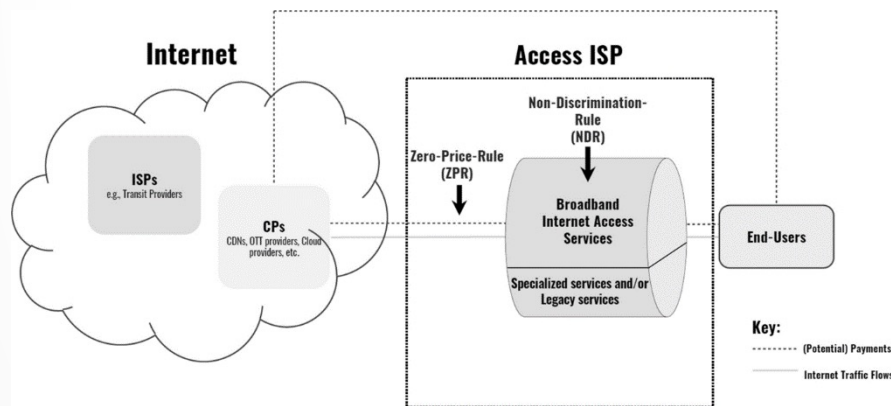 Internet
Access ISP
Non-Discrimination-
Rule
(NDR)
Zero-Price-Rule
(ZPR)
ISPs
e.g., Transit Providers
CPs
CDNs, OTT providers, Cloud
providers, etc.
Broadband
Internet Access
Services
Specialized services and/or
Legacy services
End-Users
Key:
(Potential) Payments
Internet Traffic Flows